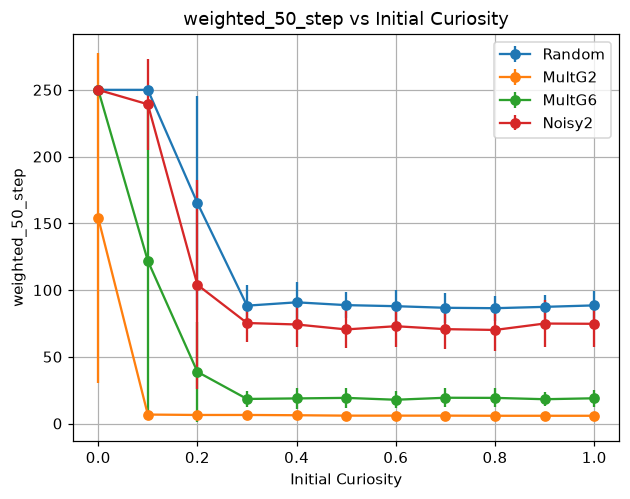 weighted_50_step vs Initial Curiosity
Random
MultG2
MultG6
Noisy2
weighted_50_step
250
200
150
100
50
0
0.0 0.2 0.4 0.6 0.8 1.0
Initial Curiosity